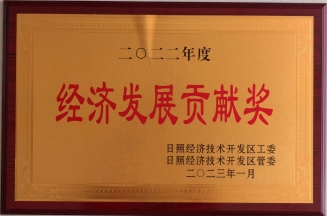 二〇二二年度
经济发展贡献奖
日照经济技术开发区工委
日照经济技术开发区管委
二〇二三年一月